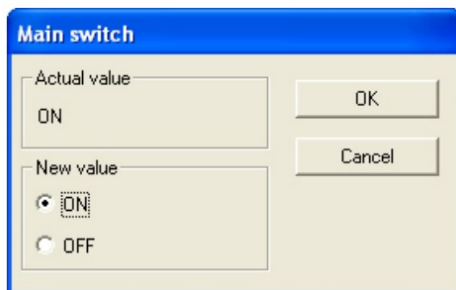 Main switch
Actual value
ON
New value
ON
OFF
OK
Cancel